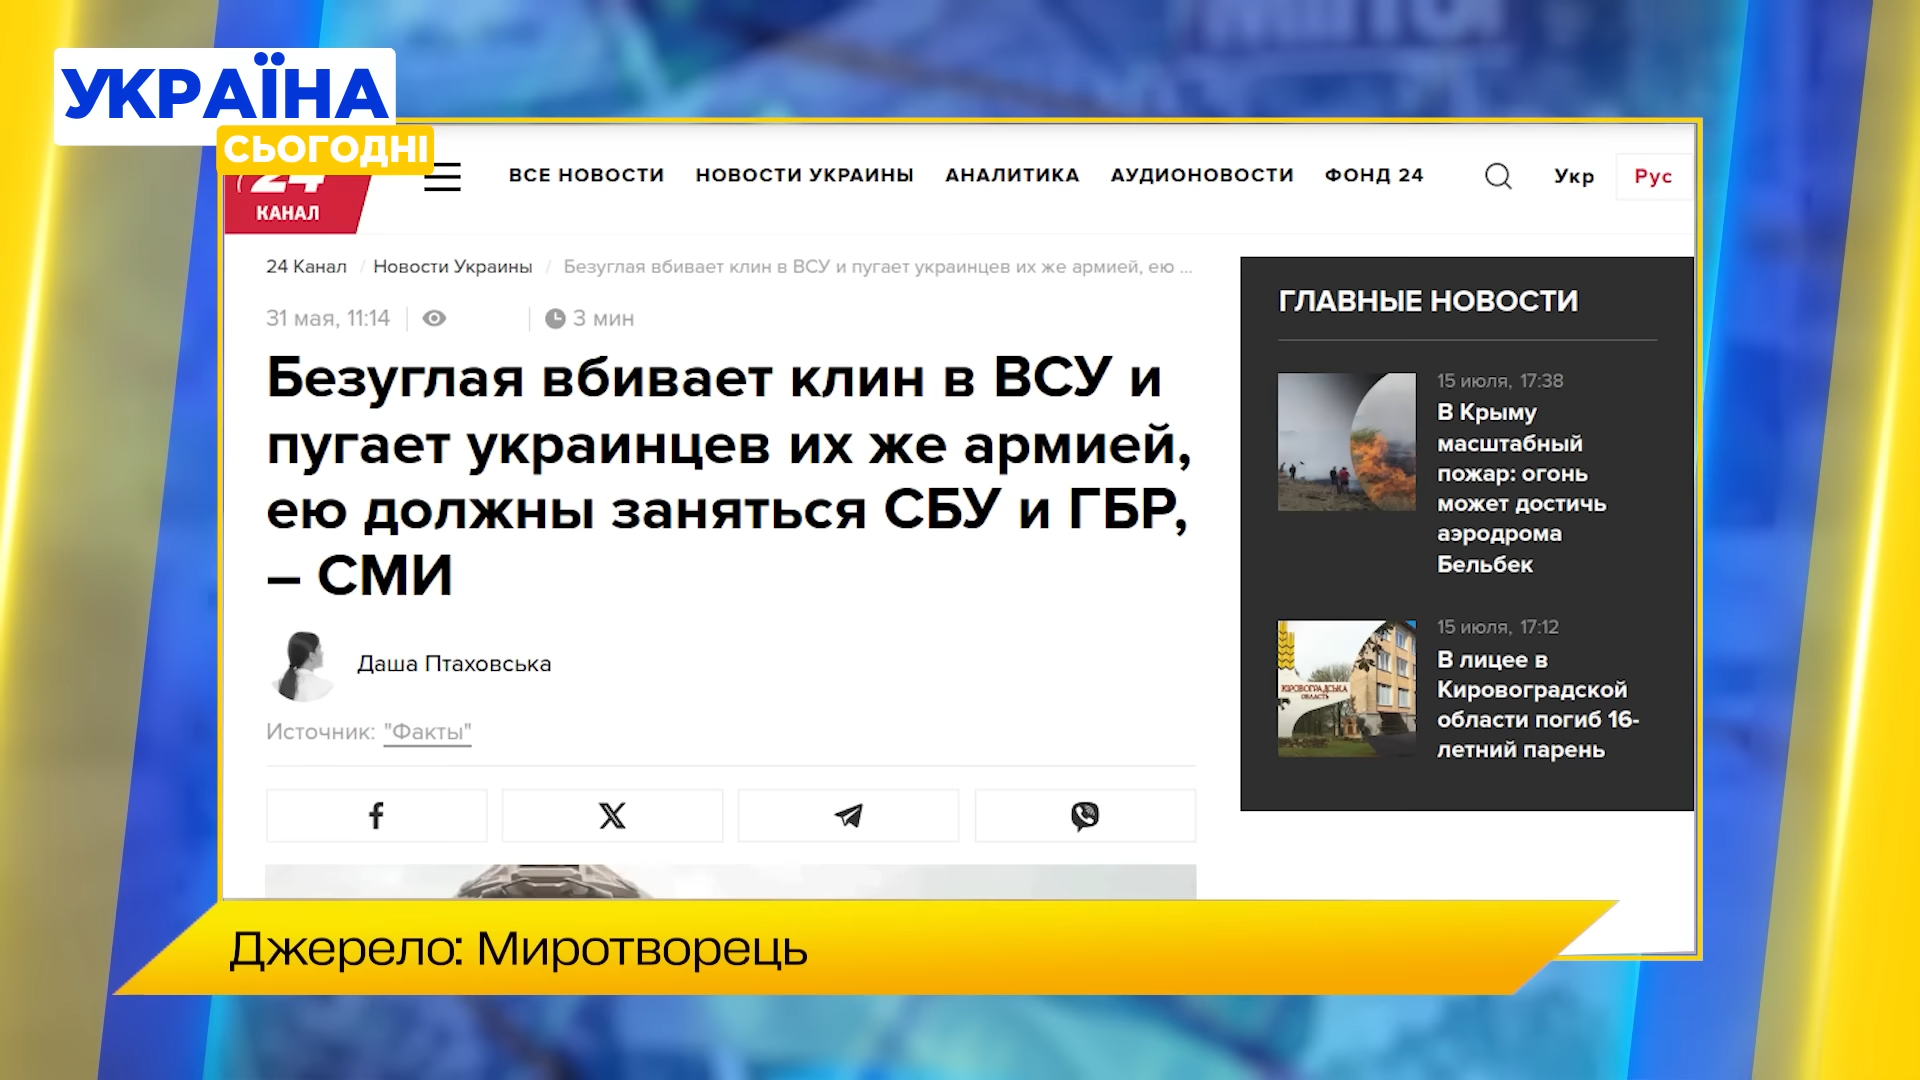 УКРАЇНА
СЬОГОДНІ
24
КАНАЛ
ВСЕ НОВОСТИ НОВОСТИ УКРАИНЫ АНАЛИТИКА АУДИОНОВОСТИ ФОНД 24 Укр Рус
24 Канал / Новости Украины / Безуглая вбивает клин в ВСУ и пугает украинцев их же армией, ею ...
31 мая, 11:14 3 мин
Безуглая вбивает клин в ВСУ и
пугает украинцев их же армией,
ею должны заняться СБУ и ГБР,
– СМИ
Даша Птаховська
Источник: "Факты"
ГЛАВНЫЕ НОВОСТИ
15 июля, 17:38
В Крыму
масштабный
пожар: огонь
может достичь
аэродрома
Бельбек
15 июля, 17:12
В лицее в
Кировоградской
области погиб 16-
летний парень
КІРОВОГРАДСЬКА
ОБЛАСТЬ
Джерело: Миротворець